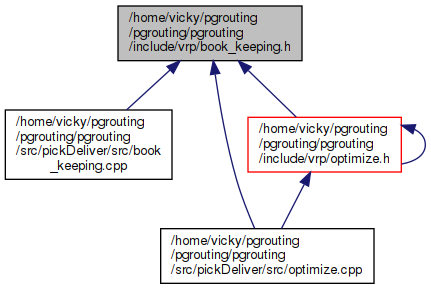 /home/vicky/pgrouting
/pgrouting/pgrouting
/include/vrp/book_keeping.h
/home/vicky/pgrouting
/pgrouting/pgrouting
/src/pickDeliver/src/book
_keeping.cpp
/home/vicky/pgrouting
/pgrouting/pgrouting
/include/vrp/optimize.h
/home/vicky/pgrouting
/pgrouting/pgrouting
/src/pickDeliver/src/optimize.cpp